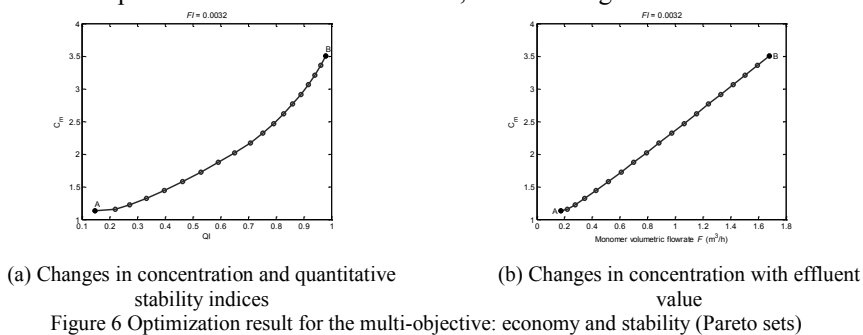 FI = 0.0032
4
3.5
3
2.5
2
1.5
1
C_m
A
B
0.1 0.2 0.3 0.4 0.5 0.6 0.7 0.8 0.9 1
QI
FI = 0.0032
4
3.5
3
2.5
2
1.5
1
C_m
A
B
0 0.2 0.4 0.6 0.8 1 1.2 1.4 1.6 1.8
Monomer volumetric flowrate F (m³/h)
(a) Changes in concentration and quantitative
stability indices
(b) Changes in concentration with effluent
value
Figure 6 Optimization result for the multi-objective: economy and stability (Pareto sets)